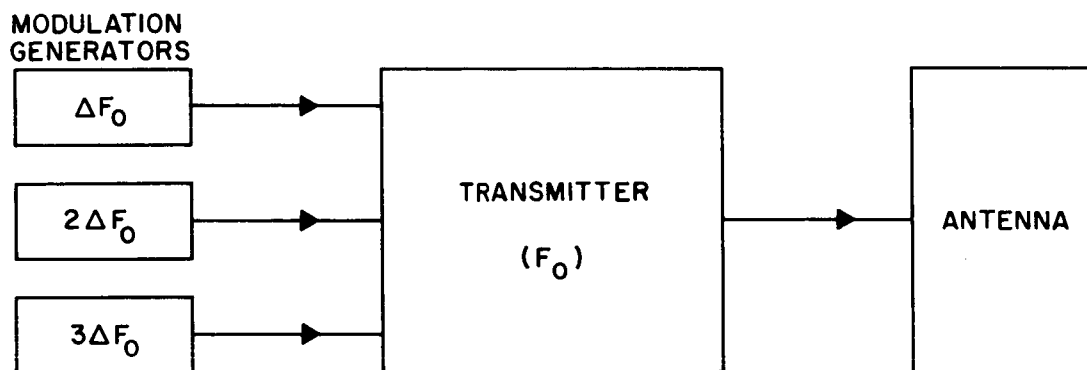 MODULATION
GENERATORS
ΔF₀
2ΔF₀
3ΔF₀
TRANSMITTER
(F₀)
ANTENNA